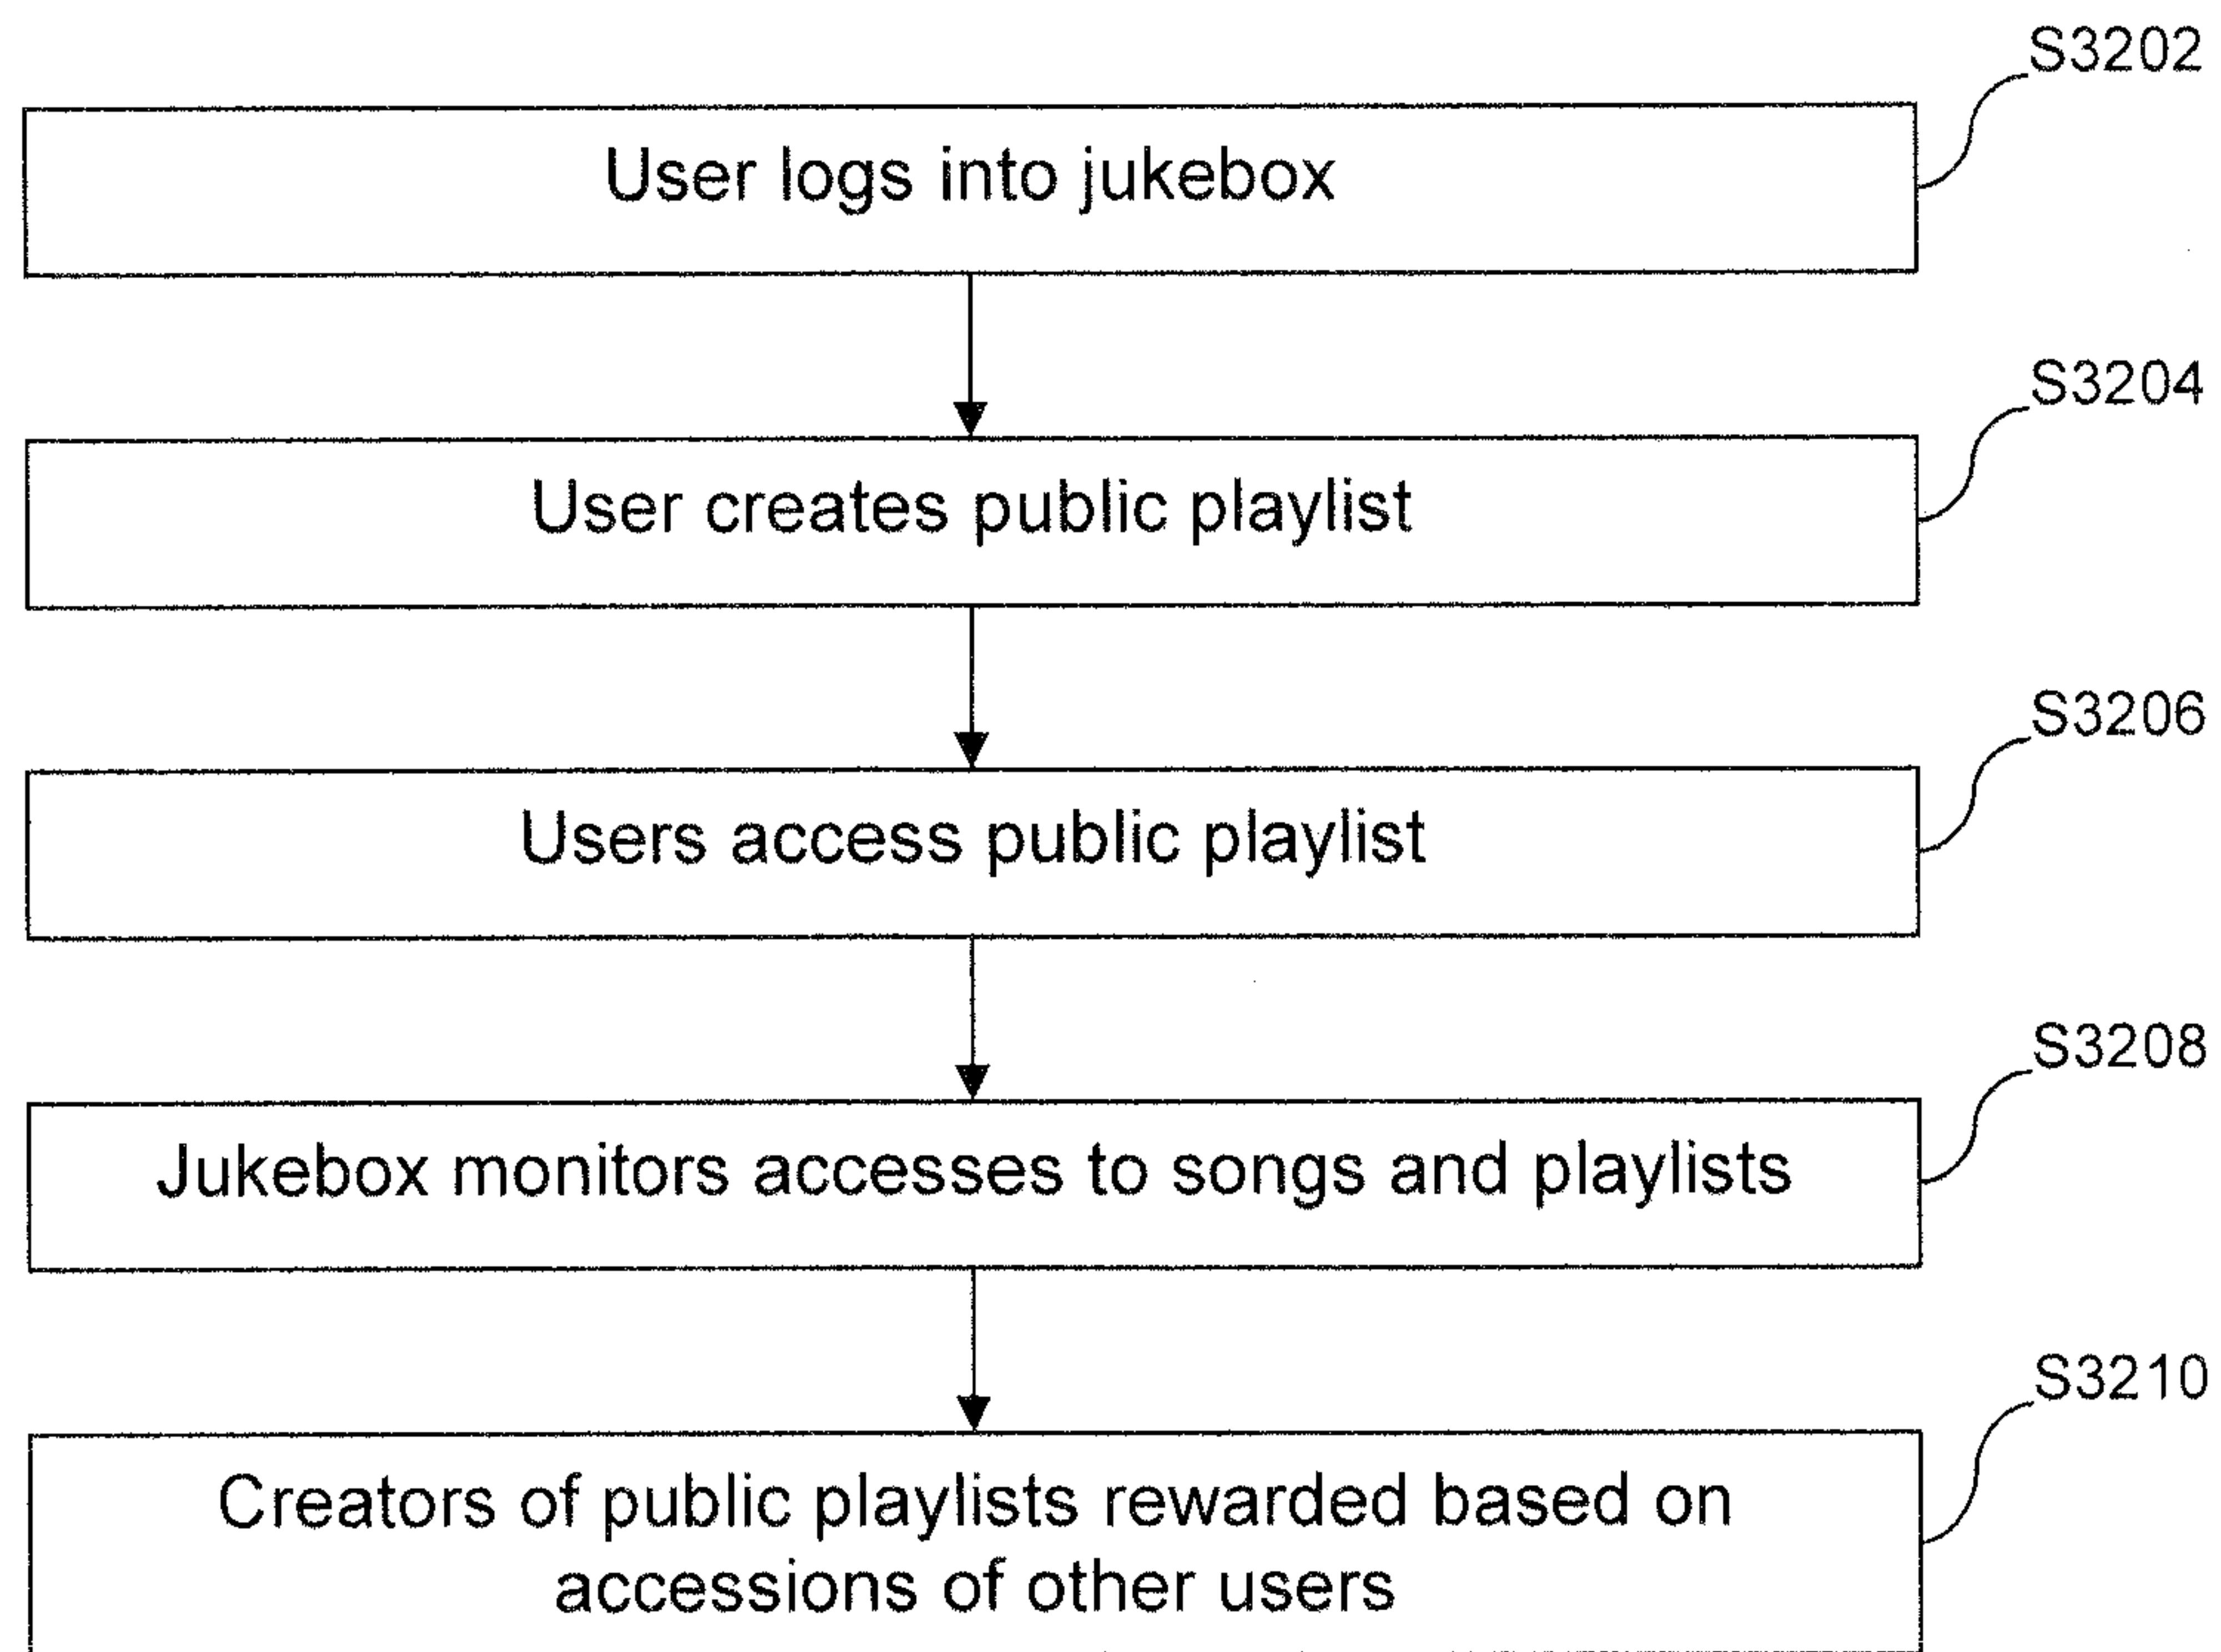 S3202
User logs into jukebox
S3204
User creates public playlist
S3206
Users access public playlist
S3208
Jukebox monitors accesses to songs and playlists
S3210
Creators of public playlists rewarded based on
accessions of other users